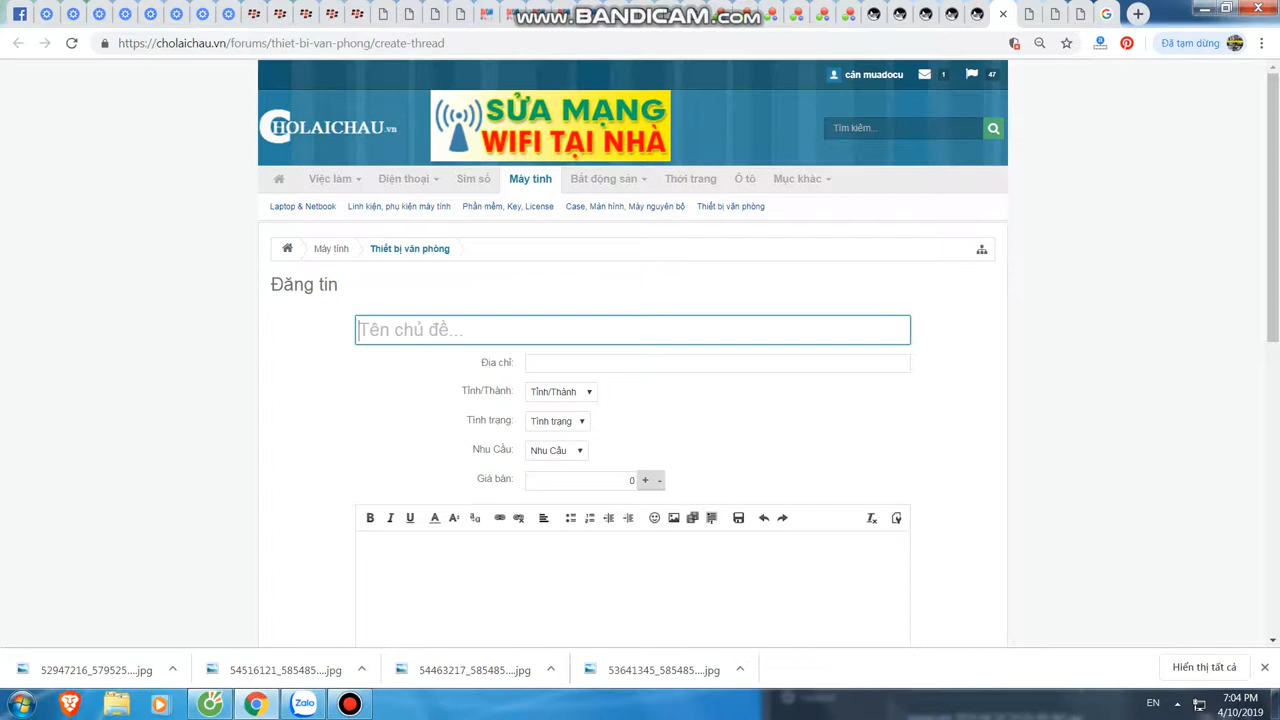 www.BANDICAM.com
https://cholaichau.vn/forums/thiet-bi-van-phong/create-thread
Đã tạm dừng
cần muadocu
1
47
CHOLAICHAU.vn
SỬA MẠNG
WIFI TẠI NHÀ
Tìm kiếm...
Việc làm
Điện thoại
Sim số
Máy tính
Bất động sản
Thời trang
Ô tô
Mục khác
Laptop & Netbook
Linh kiện, phụ kiện máy tính
Phần mềm, Key, License
Case, Màn hình, Máy nguyên bộ
Thiết bị văn phòng
Máy tính
Thiết bị văn phòng
Đăng tin
Tên chủ đề...
Địa chỉ:
Tỉnh/Thành: Tỉnh/Thành
Tình trạng: Tình trạng
Nhu Cầu: Nhu Cầu
Giá bán: 0 + -
52947216_579525....jpg
54516121_585485....jpg
54463217_585485....jpg
53641345_585485....jpg
Hiển thị tất cả
Zalo
EN
7:04 PM
4/10/2019